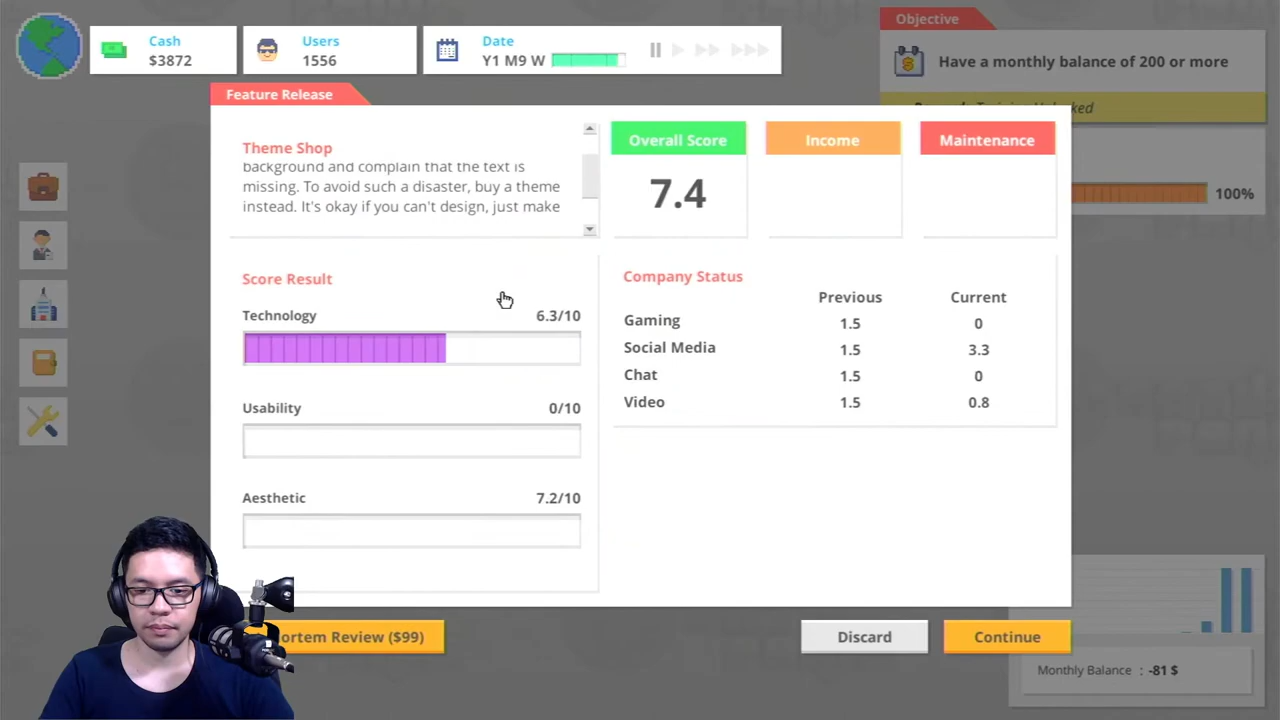 Cash
$3872
Users
1556
Date
Y1 M9 W
Objective
Have a monthly balance of 200 or more
Feature Release
Theme Shop
background and complain that the text is
missing. To avoid such a disaster, buy a theme
instead. It's okay if you can't design, just make
Overall Score
7.4
Income
Maintenance
100%
Score Result
Technology 6.3/10
Usability 0/10
Aesthetic 7.2/10
Company Status
Previous Current
Gaming 1.5 0
Social Media 1.5 3.3
Chat 1.5 0
Video 1.5 0.8
ortem Review ($99)
Discard
Continue
Monthly Balance : -81 $